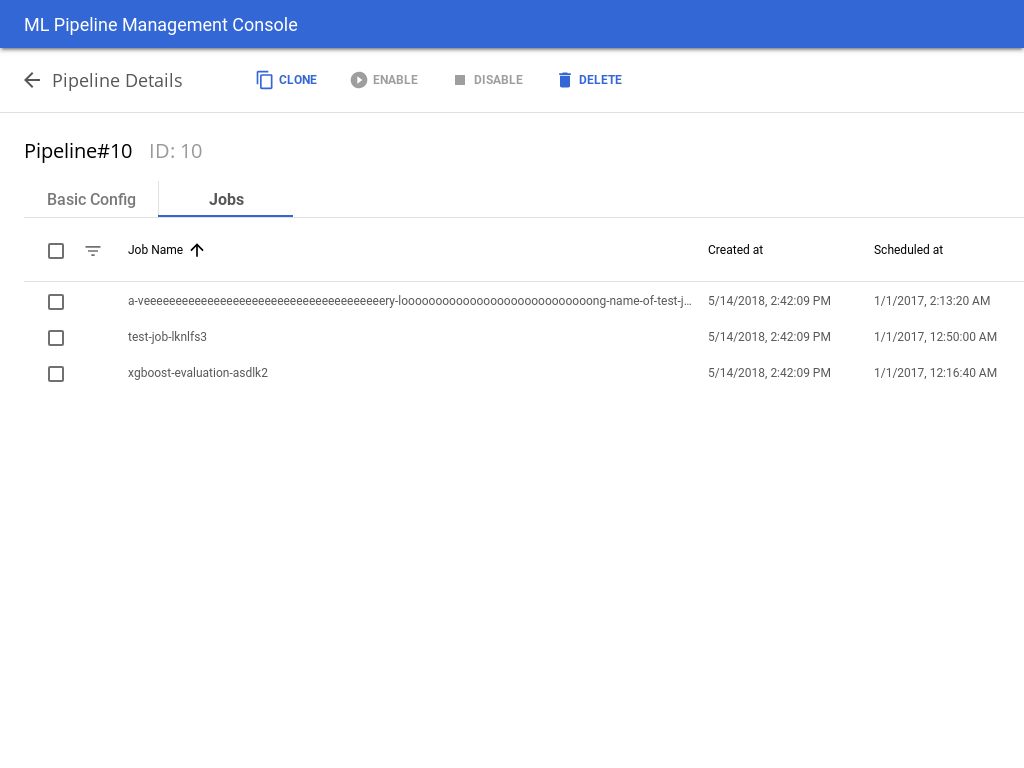 ML Pipeline Management Console
Pipeline Details CLONE ENABLE DISABLE DELETE
Pipeline#10 ID: 10
Basic Config Jobs
Job Name Created at Scheduled at
a-veeeeeeeeeeeeeeeeeeeeeeeeeeeeeeeeeeeeeery-looooooooooooooooooooooooooooong-name-of-test-j... 5/14/2018, 2:42:09 PM 1/1/2017, 2:13:20 AM
test-job-lknlfs3 5/14/2018, 2:42:09 PM 1/1/2017, 12:50:00 AM
xgboost-evaluation-asdlk2 5/14/2018, 2:42:09 PM 1/1/2017, 12:16:40 AM